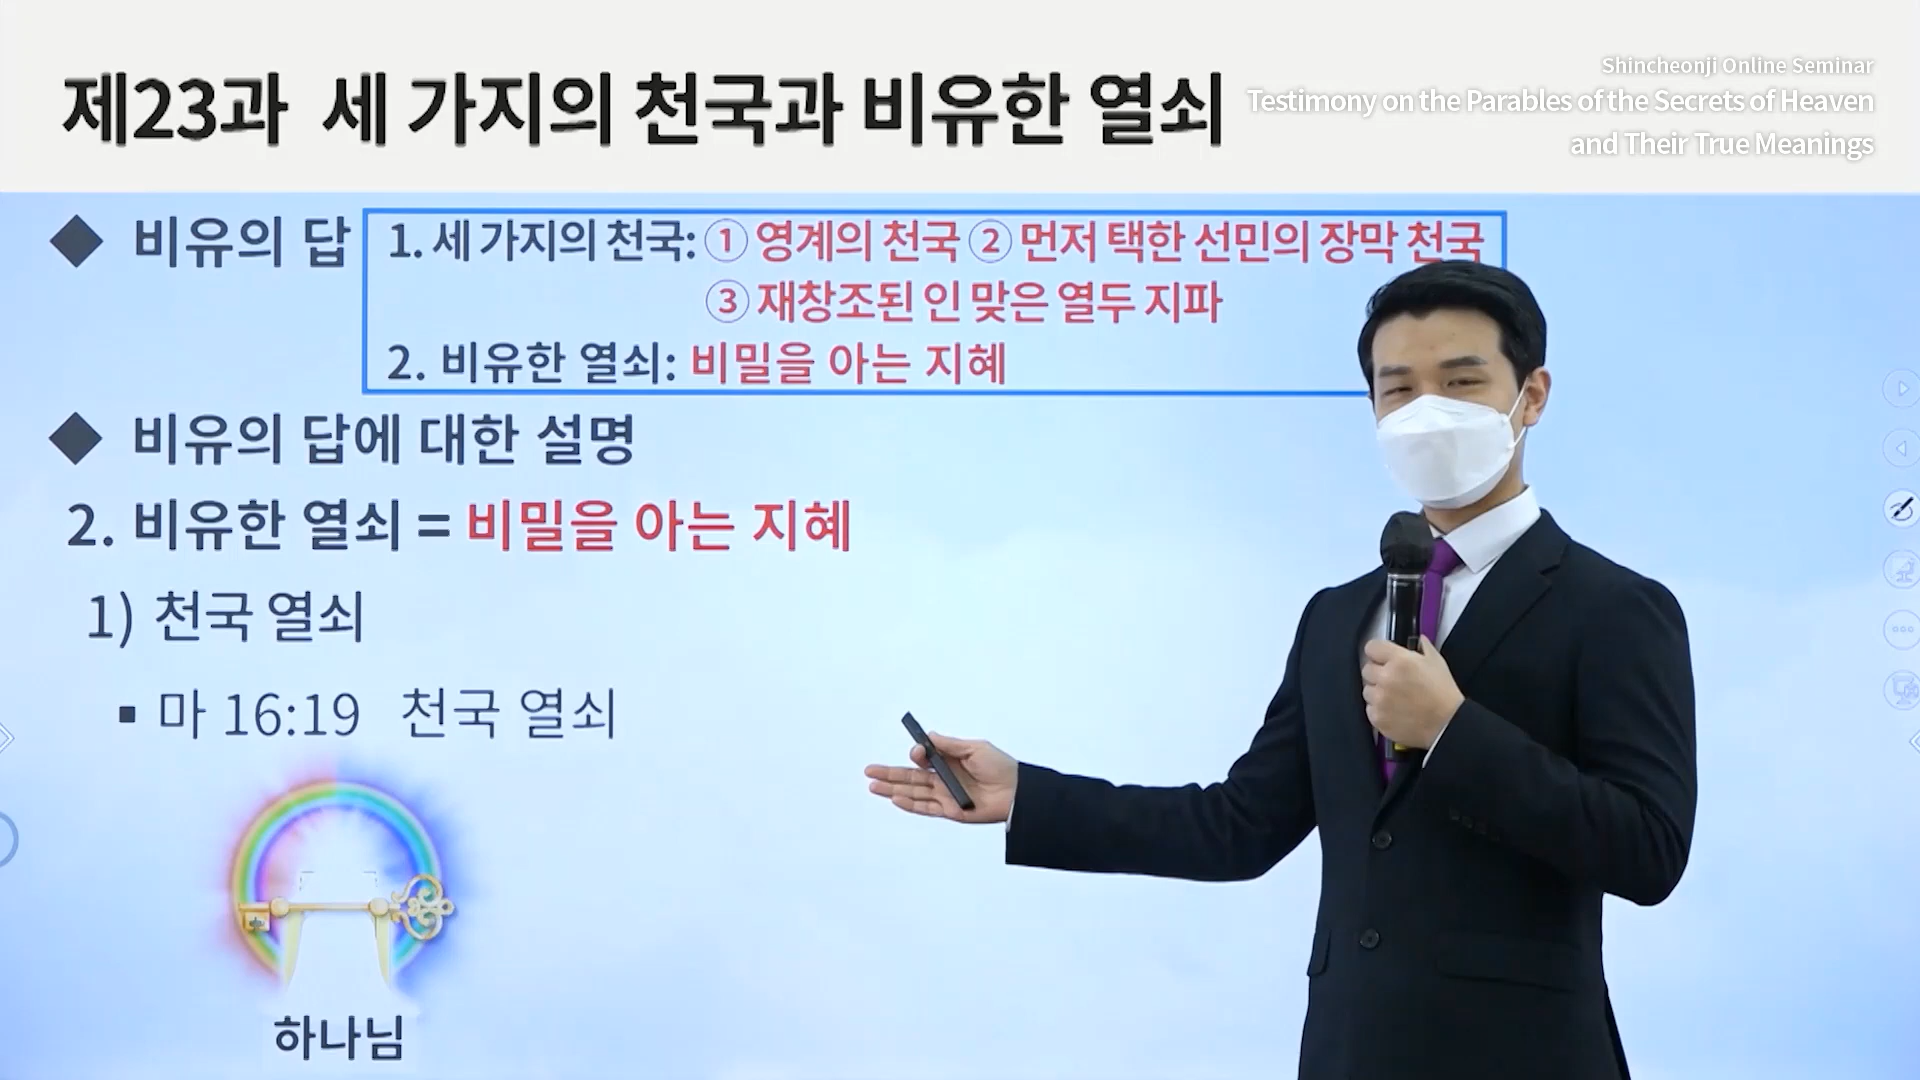 제23과 세 가지의 천국과 비유한 열쇠
Shincheonji Online Seminar
Testimony on the Parables of the Secrets of Heaven
and Their True Meanings
◆ 비유의 답
1. 세 가지의 천국: ① 영계의 천국 ② 먼저 택한 선민의 장막 천국
③ 재창조된 인 맞은 열두 지파
2. 비유한 열쇠: 비밀을 아는 지혜
◆ 비유의 답에 대한 설명
2. 비유한 열쇠 = 비밀을 아는 지혜
1) 천국 열쇠
▪ 마 16:19 천국 열쇠
하나님